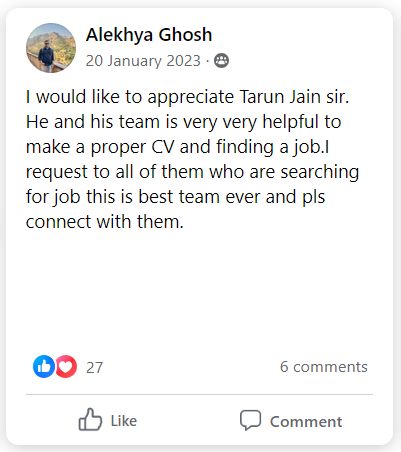 Alekhya Ghosh
20 January 2023 ·
I would like to appreciate Tarun Jain sir.
He and his team is very very helpful to
make a proper CV and finding a job.I
request to all of them who are searching
for job this is best team ever and pls
connect with them.
27
6 comments
Like
Comment